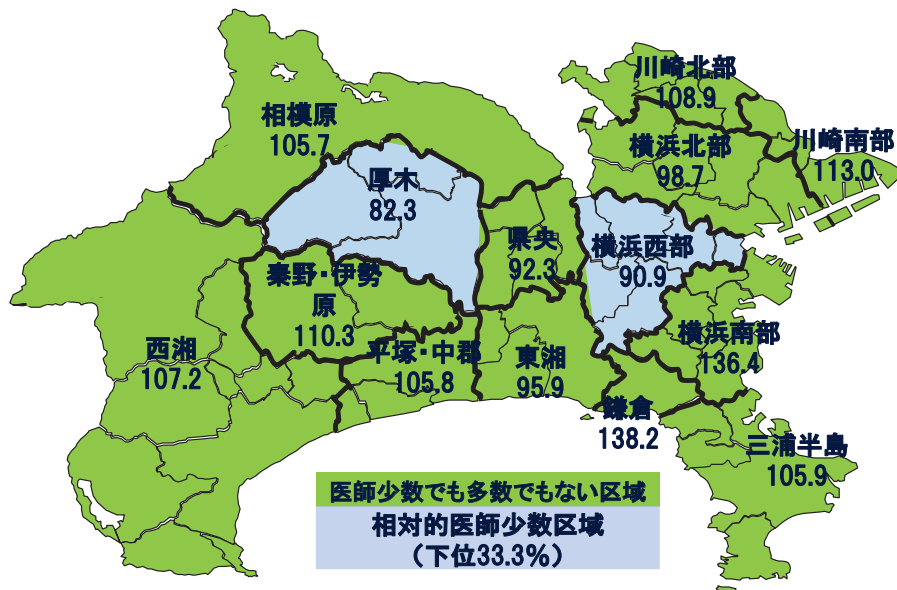 川崎北部
108.9
相模原
105.7
横浜北部
98.7
川崎南部
113.0
厚木
82.3
県央
92.3
横浜西部
90.9
秦野・伊勢
原
110.3
西湘
107.2
平塚・中郡
105.8
東湘
95.9
横浜南部
136.4
鎌倉
138.2
三浦半島
105.9
医師少数でも多数でもない区域
相対的医師少数区域
（下位33.3%）